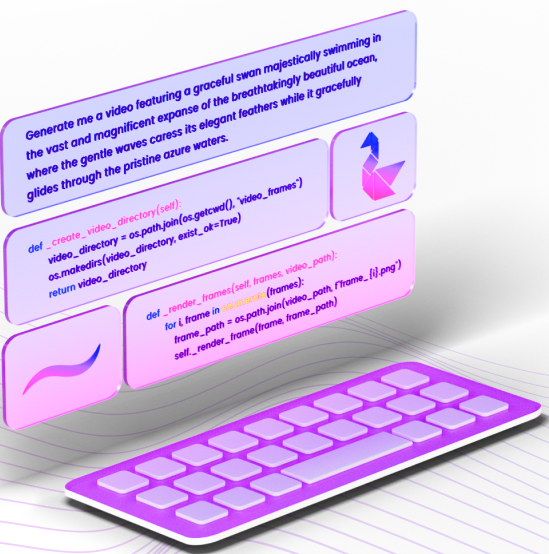 Generate me a video featuring a graceful swan majestically swimming in
the vast and magnificent expanse of the breathtakingly beautiful ocean,
where the gentle waves caress its elegant feathers while it gracefully
glides through the pristine azure waters.
def _create_video_directory(self):
video_directory = os.path.join(os.getcwd(), "video_frames")
os.makedirs(video_directory, exist_ok=True)
return video_directory
def _render_frames(self, frames, video_path):
for i, frame in enumerate(frames):
frame_path = os.path.join(video_path, f"frame_{i}.png")
self._render_frame(frame, frame_path)